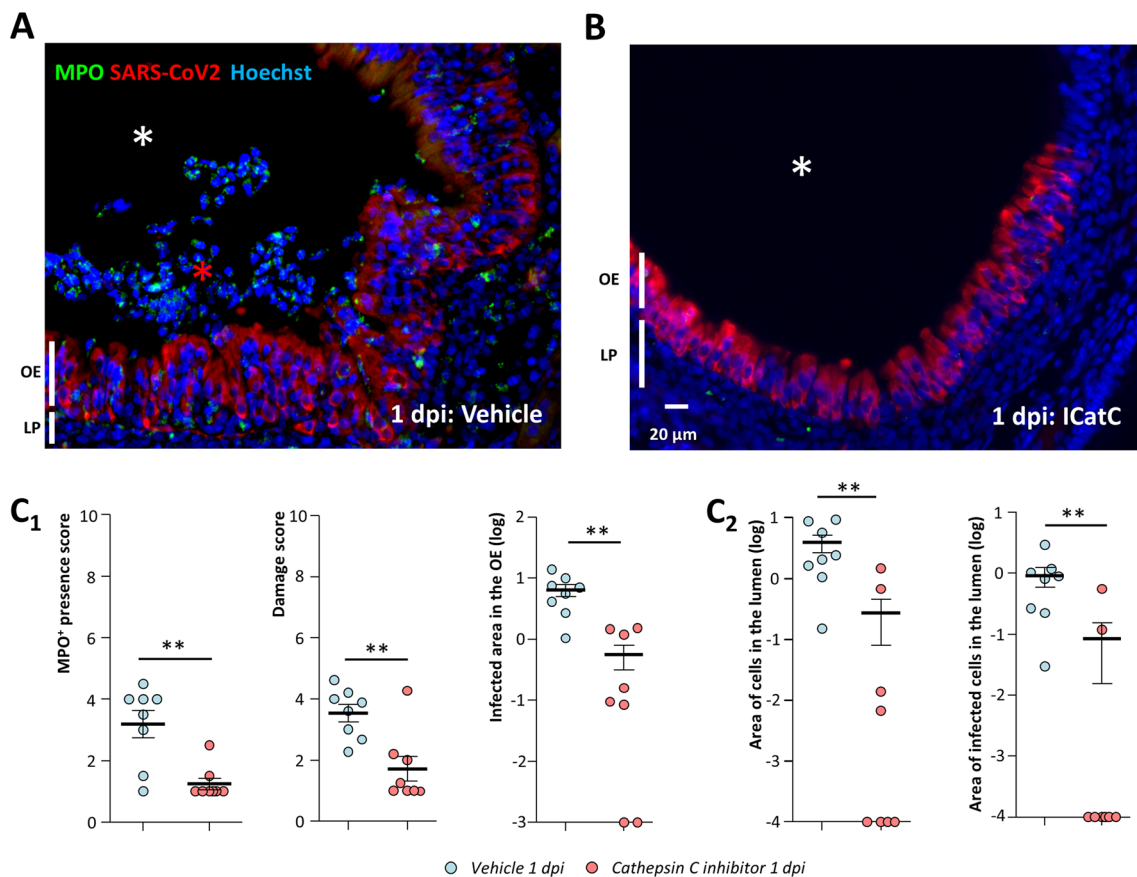 A
MPO SARS-CoV2 Hoechst
*
*
OE
LP
1 dpi: Vehicle
B
*
OE
LP
20 µm
1 dpi: ICatC
C1
MPO+ presence score
10
8
6
4
2
0
**
Damage score
10
8
6
4
2
0
**
Infected area in the OE (log)
2
1
-0
-1
-2
-3
**
C2
Area of cells in the lumen (log)
1
-0
-1
-2
-3
-4
**
Area of infected cells in the lumen (log)
1
-0
-1
-2
-3
-4
**
Vehicle 1 dpi
Cathepsin C inhibitor 1 dpi